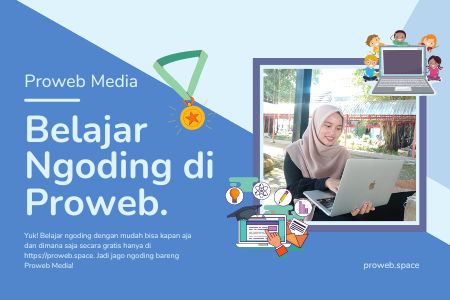 Proweb Media
Belajar
Ngoding di
Proweb.
Yuk! Belajar ngoding dengan mudah bisa kapan aja
dan dimana saja secara gratis hanya di
https://proweb.space. Jadi jago ngoding bareng
Proweb Media!
proweb.space